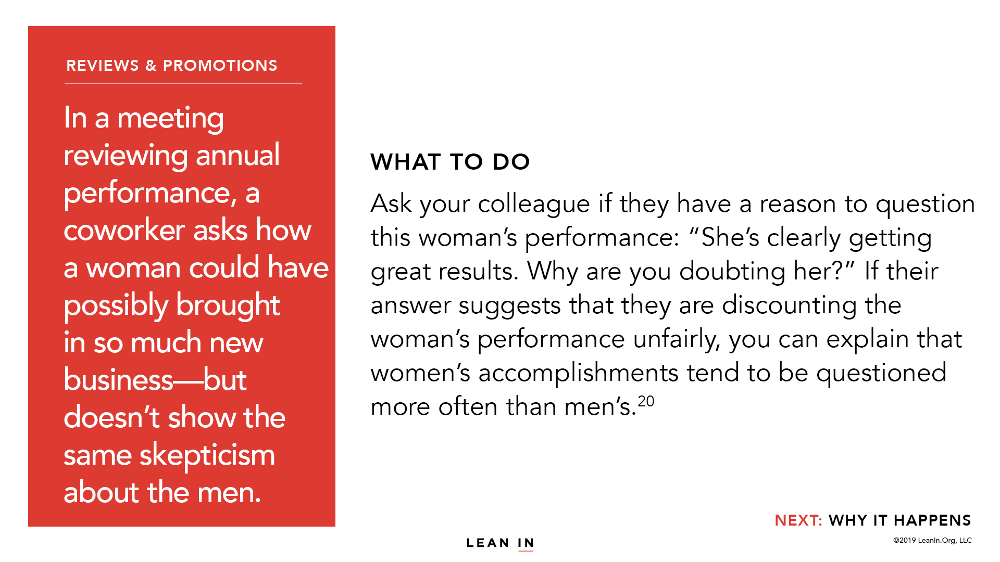 REVIEWS & PROMOTIONS
In a meeting
reviewing annual
performance, a
coworker asks how
a woman could have
possibly brought
in so much new
business—but
doesn’t show the
same skepticism
about the men.
WHAT TO DO
Ask your colleague if they have a reason to question
this woman’s performance: “She’s clearly getting
great results. Why are you doubting her?” If their
answer suggests that they are discounting the
woman’s performance unfairly, you can explain that
women’s accomplishments tend to be questioned
more often than men’s.20
NEXT: WHY IT HAPPENS
LEAN IN
©2019 LeanIn.Org, LLC